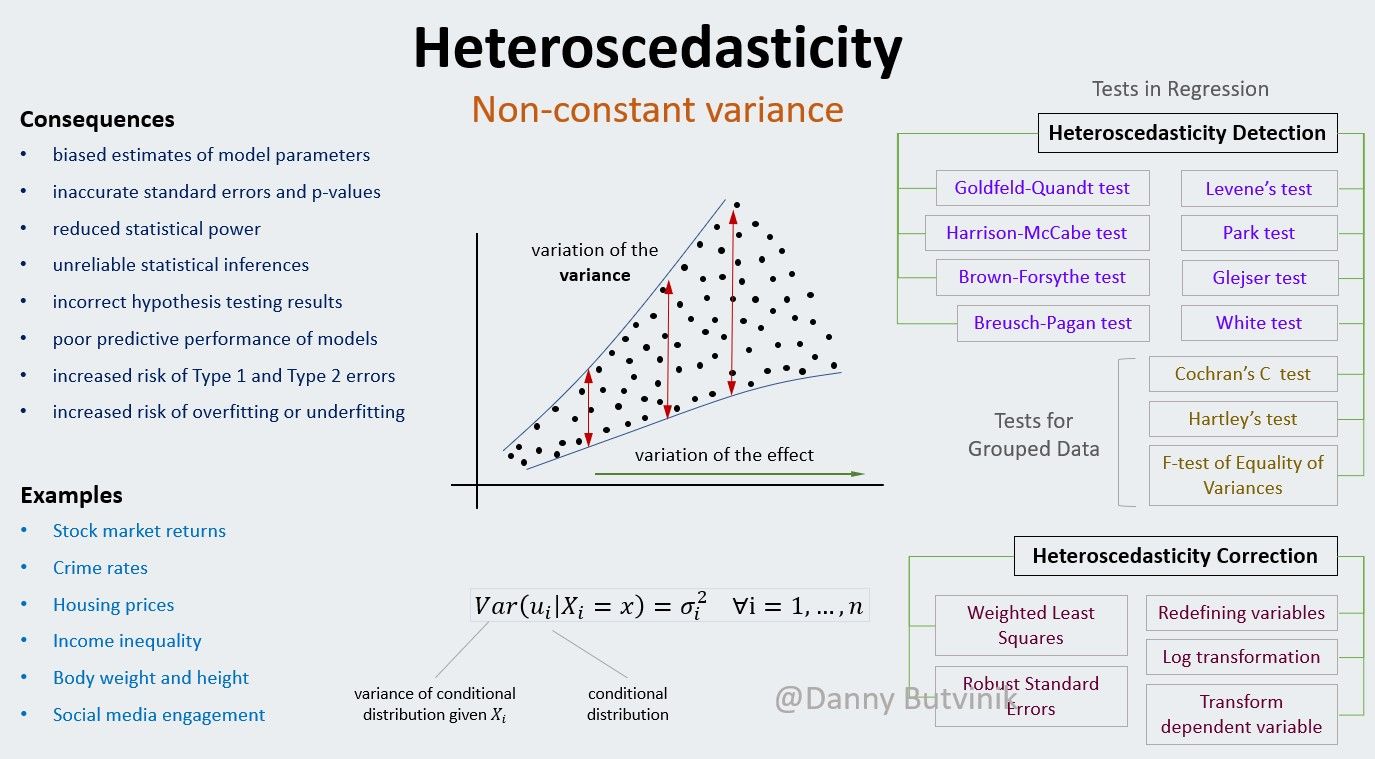 Heteroscedasticity
Non-constant variance
Consequences
• biased estimates of model parameters
• inaccurate standard errors and p-values
• reduced statistical power
• unreliable statistical inferences
• incorrect hypothesis testing results
• poor predictive performance of models
• increased risk of Type 1 and Type 2 errors
• increased risk of overfitting or underfitting
Examples
• Stock market returns
• Crime rates
• Housing prices
• Income inequality
• Body weight and height
• Social media engagement
variation of the
variance
variation of the effect
Var(u_i|X_i = x) = σ_i^2 ∀i = 1, …, n
variance of conditional
distribution given X_i
conditional
distribution
Tests in Regression
Heteroscedasticity Detection
Goldfeld-Quandt test
Levene’s test
Harrison-McCabe test
Park test
Brown-Forsythe test
Glejser test
Breusch-Pagan test
White test
Tests for
Grouped Data
Cochran’s C test
Hartley’s test
F-test of Equality of
Variances
Heteroscedasticity Correction
Weighted Least
Squares
Robust Standard
Errors
Redefining variables
Log transformation
Transform
dependent variable
@Danny Butvinik